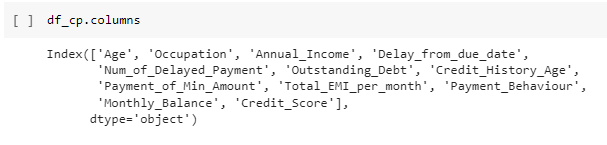 [ ] df_cp.columns
Index(['Age', 'Occupation', 'Annual_Income', 'Delay_from_due_date',
'Num_of_Delayed_Payment', 'Outstanding_Debt', 'Credit_History_Age',
'Payment_of_Min_Amount', 'Total_EMI_per_month', 'Payment_Behaviour',
'Monthly_Balance', 'Credit_Score'],
dtype='object')